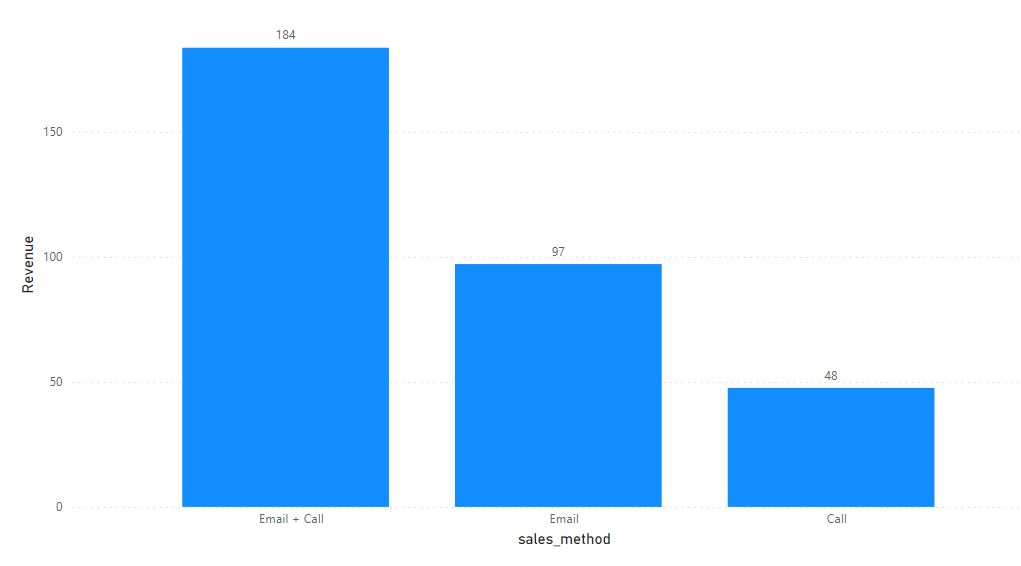 184
150
97
100
Revenue
48
50
0
Email + Call
Email
Call
sales_method